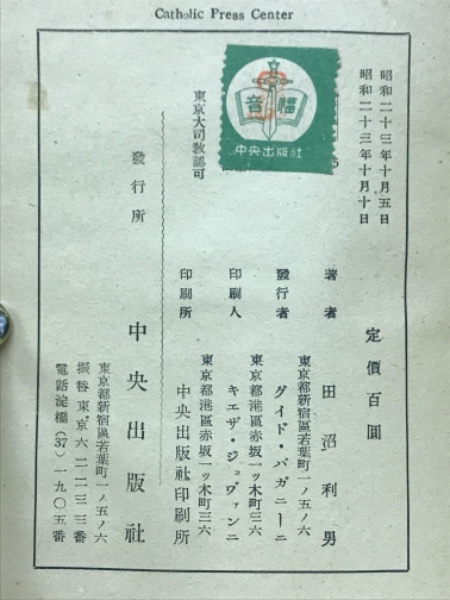 Catholic Press Center
昭和二十三年十月五日
昭和二十三年十月十日
定價百圓
著者 田沼利男
東京都新宿區若葉町一ノ五ノ六
發行者 グイド・パガニーニ
東京都港區赤坂一ッ木町三六
印刷人 キエザ・ジョヴァンニ
東京都港區赤坂一ッ木町三六
印刷所 中央出版社印刷所
福音
中央出版社
東京大司教認可
發行所 中央出版社
東京都新宿區若葉町一ノ五ノ六
振替東京六二二三三番
電話淀橋(37)一九〇五番